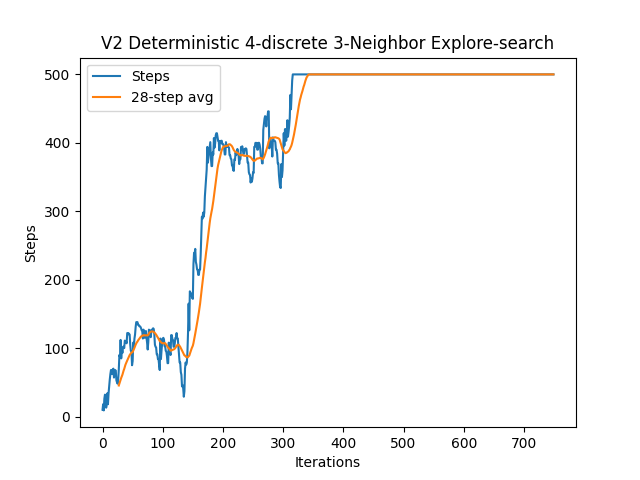 V2 Deterministic 4-discrete 3-Neighbor Explore-search
Steps
28-step avg
500
400
300
200
100
0
Steps
0 100 200 300 400 500 600 700
Iterations